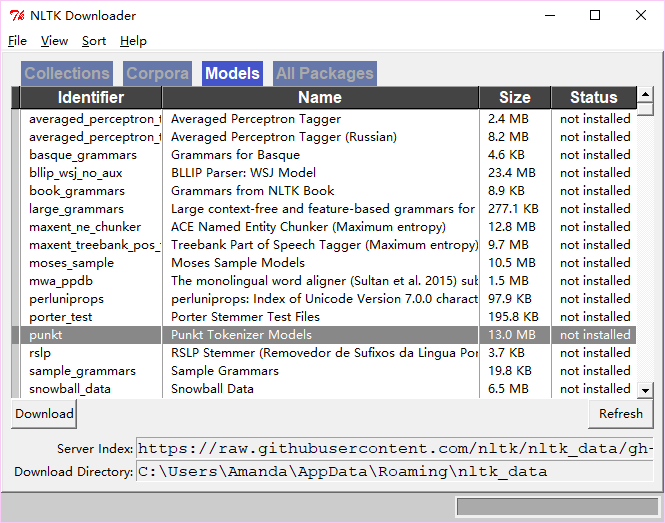 NLTK Downloader
File View Sort Help
Collections Corpora Models All Packages
Identifier Name Size Status
averaged_perceptron_t Averaged Perceptron Tagger 2.4 MB not installed
averaged_perceptron_t Averaged Perceptron Tagger (Russian) 8.2 MB not installed
basque_grammars Grammars for Basque 4.6 KB not installed
bllip_wsj_no_aux BLLIP Parser: WSJ Model 23.4 MB not installed
book_grammars Grammars from NLTK Book 8.9 KB not installed
large_grammars Large context-free and feature-based grammars for 277.1 KB not installed
maxent_ne_chunker ACE Named Entity Chunker (Maximum entropy) 12.8 MB not installed
maxent_treebank_pos_ Treebank Part of Speech Tagger (Maximum entropy) 9.7 MB not installed
moses_sample Moses Sample Models 10.5 MB not installed
mwa_ppdb The monolingual word aligner (Sultan et al. 2015) sub 1.5 MB not installed
perluniprops perluniprops: Index of Unicode Version 7.0.0 charact 97.9 KB not installed
porter_test Porter Stemmer Test Files 195.8 KB not installed
punkt Punkt Tokenizer Models 13.0 MB not installed
rslp RSLP Stemmer (Removedor de Sufixos da Lingua Por 3.7 KB not installed
sample_grammars Sample Grammars 19.8 KB not installed
snowball_data Snowball Data 6.5 MB not installed
Download Refresh
Server Index: https://raw.githubusercontent.com/nltk/nltk_data/gh-
Download Directory: C:\Users\Amanda\AppData\Roaming\nltk_data